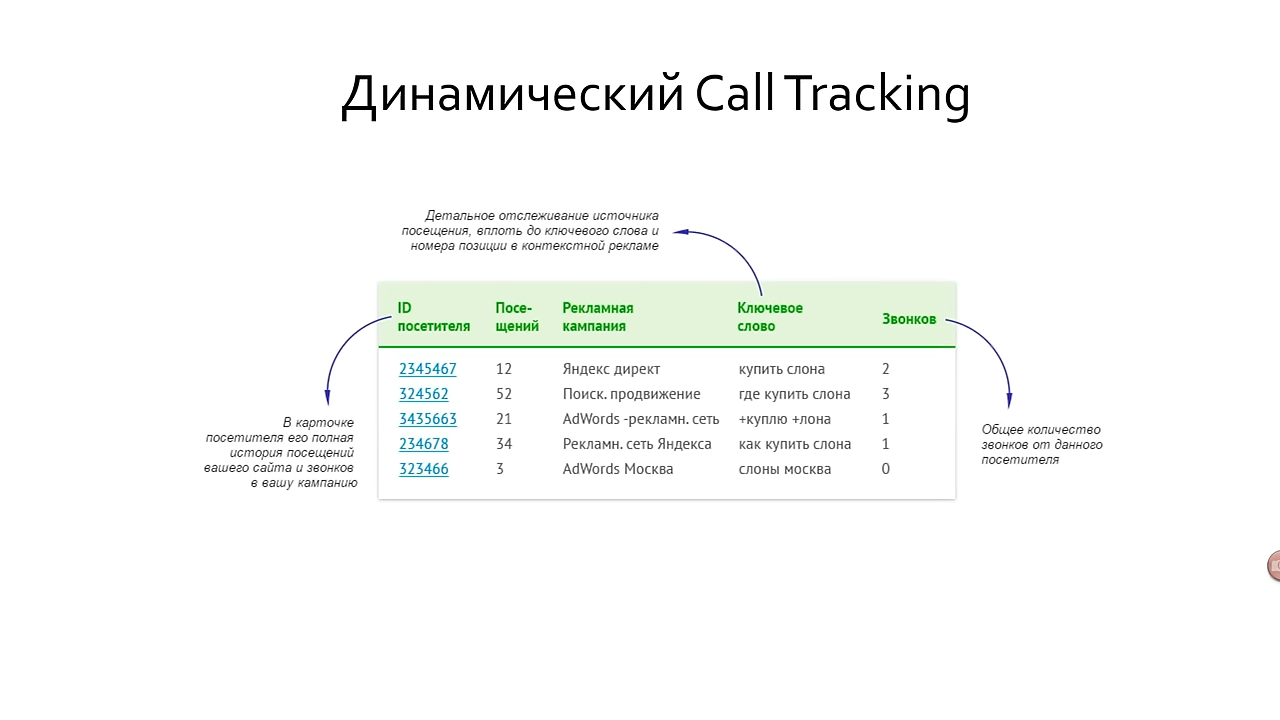 Динамический Call Tracking
Детальное отслеживание источника
посещения, вплоть до ключевого слова и
номера позиции в контекстной рекламе
ID посетителя Посе-щений Рекламная кампания Ключевое слово Звонков
2345467 12 Яндекс директ купить слона 2
324562 52 Поиск. продвижение где купить слона 3
3435663 21 AdWords -рекламн. сеть +куплю +лона 1
234678 34 Рекламн. сеть Яндекса как купить слона 1
323466 3 AdWords Москва слоны москва 0
В карточке
посетителя его полная
история посещений
вашего сайта и звонков
в вашу кампанию
Общее количество
звонков от данного
посетителя